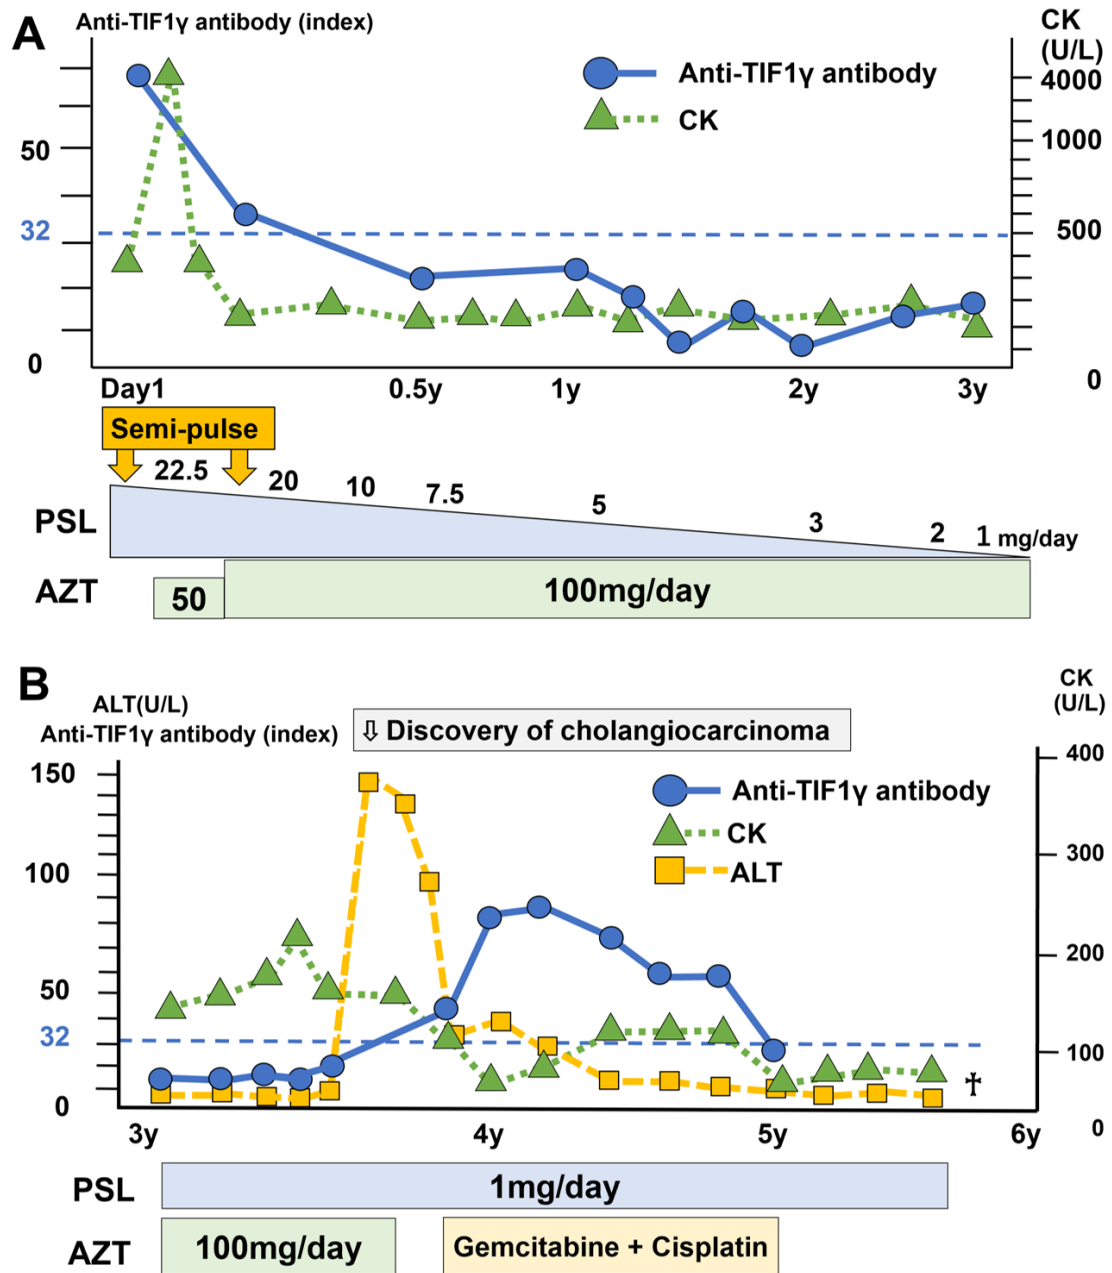 A
Anti-TIF1γ antibody (index)
CK
(U/L)
Anti-TIF1γ antibody
CK
4000
1000
500
0
50
32
0
Day1
0.5y
1y
2y
3y
Semi-pulse
22.5
20
10
7.5
5
3
2
1 mg/day
PSL
AZT
50
100mg/day
B
ALT(U/L)
Anti-TIF1γ antibody (index)
⇩ Discovery of cholangiocarcinoma
CK
(U/L)
Anti-TIF1γ antibody
CK
ALT
150
100
50
32
0
400
300
200
100
0
†
3y
4y
5y
6y
PSL
1mg/day
AZT
100mg/day
Gemcitabine + Cisplatin